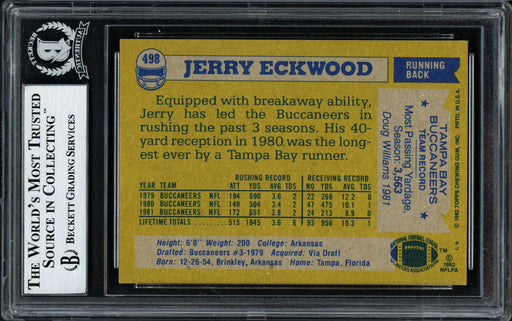 BECKETT
AUTHENTIC
THE WORLD'S MOST TRUSTED
SOURCE IN COLLECTING™
BECKETT GRADING SERVICES
498
JERRY ECKWOOD
RUNNING
BACK
Equipped with breakaway ability,
Jerry has led the Buccaneers in
rushing the past 3 seasons. His 40-
yard reception in 1980 was the long-
est ever by a Tampa Bay runner.
RUSHING RECORD RECEIVING RECORD
YEAR TEAM ATT YDS AVG TDS NO YDS AVG TDS
1979 BUCCANEERS NFL 194 690 3.6 2 22 268 12.2 0
1980 BUCCANEERS NFL 149 504 3.4 2 47 475 10.1 1
1981 BUCCANEERS NFL 172 651 3.8 2 24 213 8.9 0
LIFETIME TOTALS 515 1845 3.6 6 93 956 10.3 1
Height: 6'0" Weight: 200 College: Arkansas
Drafted: Buccaneers #3-1979 Acquired: Via Draft
Born: 12-26-54, Brinkley, Arkansas Home: Tampa, Florida
TAMPA BAY
BUCCANEERS
TEAM RECORD
Most Passing Yardage
Season: 3,563
Doug Williams 1981
© 1982 TOPPS CHEWING GUM, INC. PRTD. IN U.S.A.
TM
© 1982
NFLPA